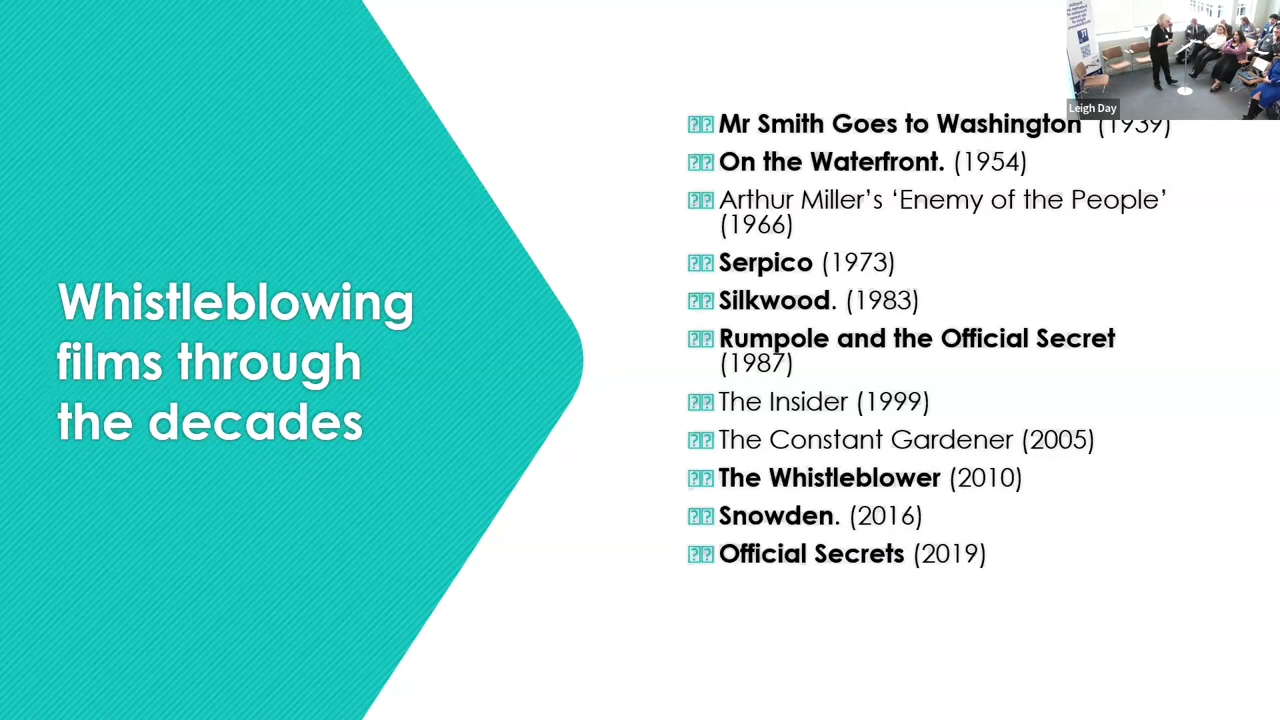 Whistleblowing
films through
the decades
Mr Smith Goes to Washington (1939)
On the Waterfront. (1954)
Arthur Miller’s ‘Enemy of the People’
(1966)
Serpico (1973)
Silkwood. (1983)
Rumpole and the Official Secret
(1987)
The Insider (1999)
The Constant Gardener (2005)
The Whistleblower (2010)
Snowden. (2016)
Official Secrets (2019)
Leigh Day